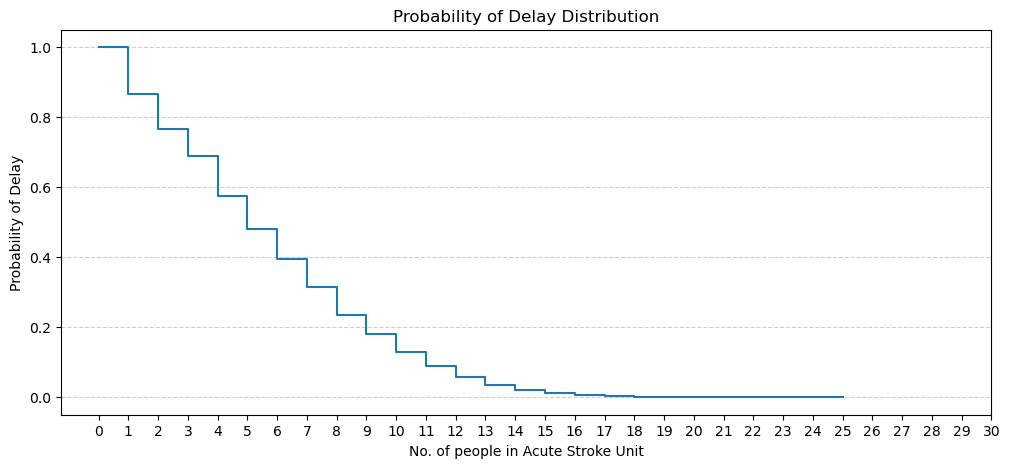 Probability of Delay Distribution
Probability of Delay
1.0
0.8
0.6
0.4
0.2
0.0
0 1 2 3 4 5 6 7 8 9 10 11 12 13 14 15 16 17 18 19 20 21 22 23 24 25 26 27 28 29 30
No. of people in Acute Stroke Unit